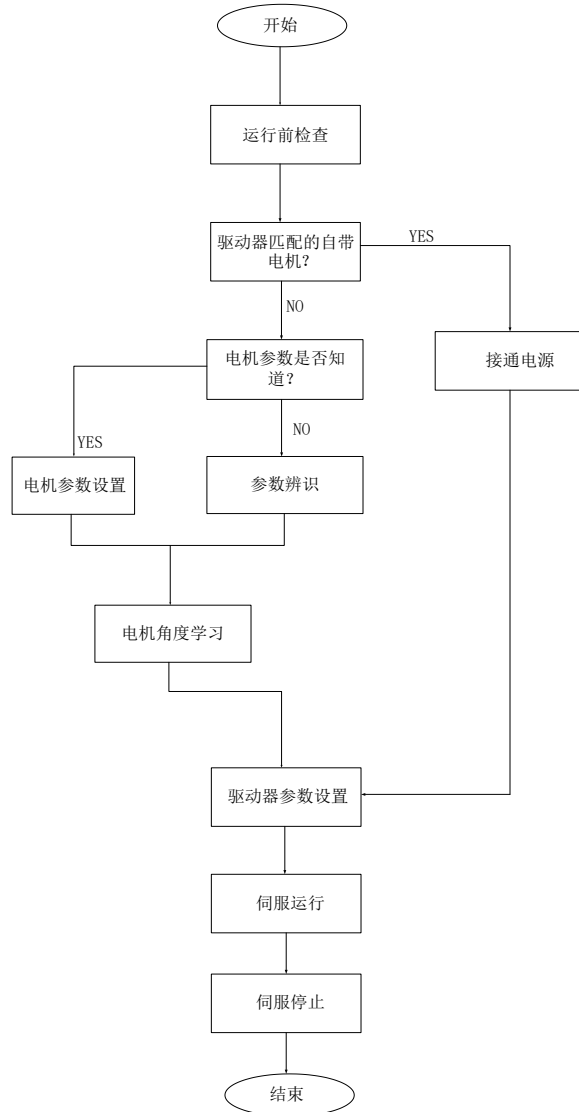 开始
运行前检查
驱动器匹配的自带
电机？
YES
NO
电机参数是否知
道？
接通电源
YES
NO
电机参数设置
参数辨识
电机角度学习
驱动器参数设置
伺服运行
伺服停止
结束